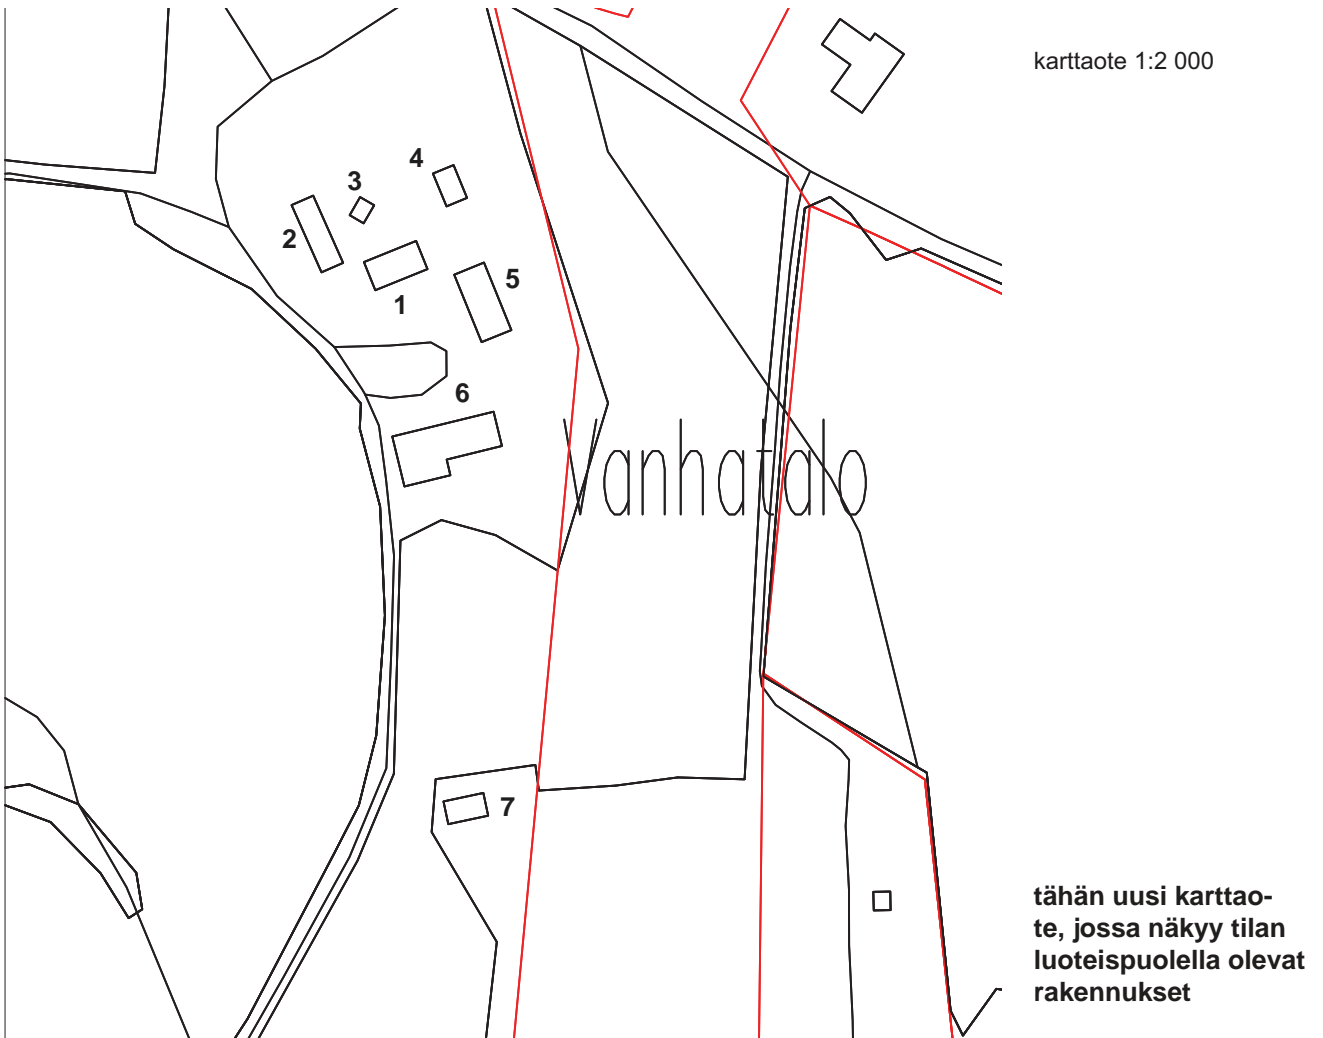 karttaote 1:2 000
4
3
2
5
1
6
Vanhatalo
7
tähän uusi karttao-
te, jossa näkyy tilan
luoteispuolella olevat
rakennukset